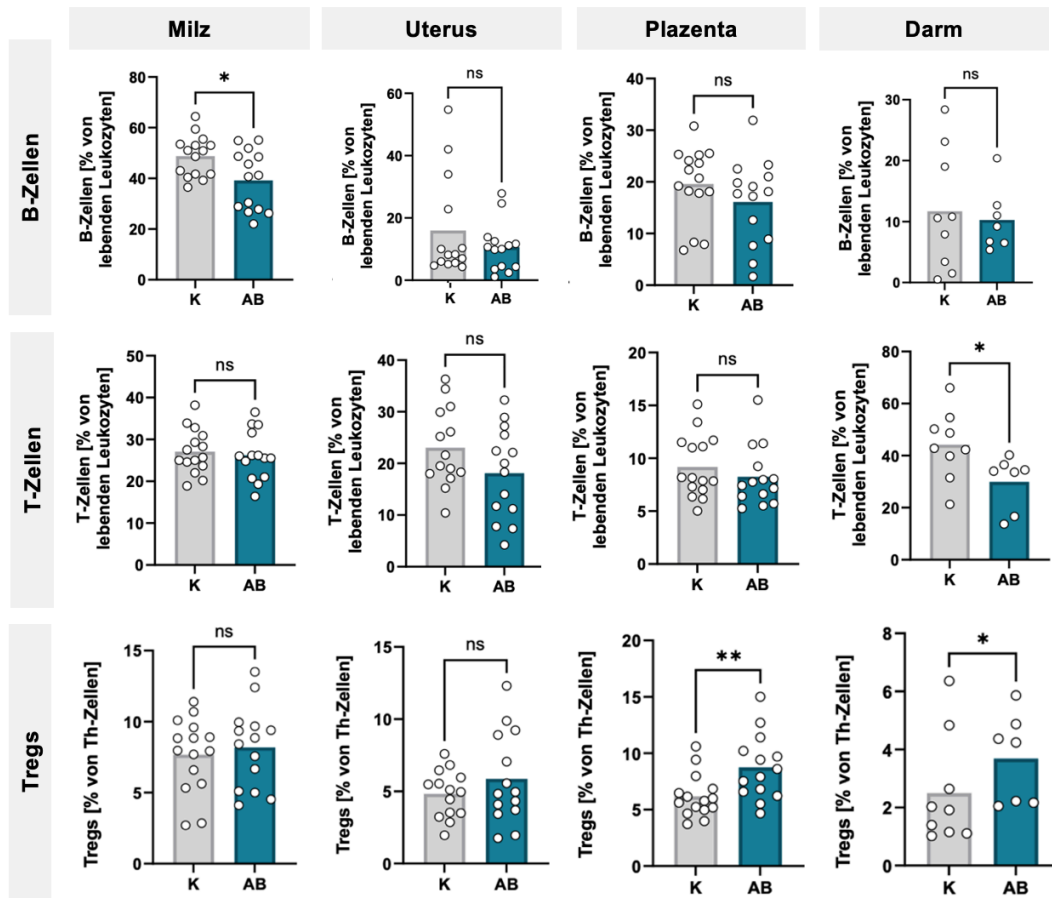 Milz
Uterus
Plazenta
Darm
B-Zellen
B-Zellen [% von
lebenden Leukozyten]
80
60
40
20
0
*
K
AB
B-Zellen [% von
lebenden Leukozyten]
60
40
20
0
ns
K
AB
B-Zellen [% von
lebenden Leukozyten]
40
30
20
10
0
ns
K
AB
B-Zellen [% von
lebenden Leukozyten]
30
20
10
0
ns
K
AB
T-Zellen
T-Zellen [% von
lebenden Leukozyten]
50
40
30
20
10
0
ns
K
AB
T-Zellen [% von
lebenden Leukozyten]
40
30
20
10
0
ns
K
AB
T-Zellen [% von
lebenden Leukozyten]
20
15
10
5
0
ns
K
AB
T-Zellen [% von
lebenden Leukozyten]
80
60
40
20
0
*
K
AB
Tregs
Tregs [% von Th-Zellen]
15
10
5
0
ns
K
AB
Tregs [% von Th-Zellen]
15
10
5
0
ns
K
AB
Tregs [% von Th-Zellen]
20
15
10
5
0
**
K
AB
Tregs [% von Th-Zellen]
8
6
4
2
0
*
K
AB